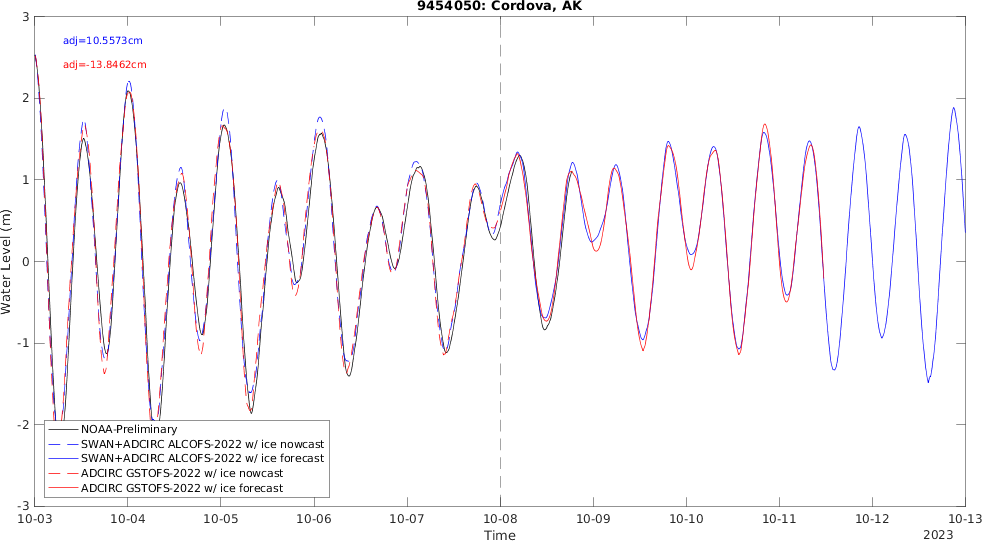 9454050: Cordova, AK
adj=10.5573cm
adj=-13.8462cm
3
2
1
0
-1
-2
-3
Water Level (m)
NOAA-Preliminary
SWAN+ADCIRC ALCOFS-2022 w/ ice nowcast
SWAN+ADCIRC ALCOFS-2022 w/ ice forecast
ADCIRC GSTOFS-2022 w/ ice nowcast
ADCIRC GSTOFS-2022 w/ ice forecast
10-03 10-04 10-05 10-06 10-07 10-08 10-09 10-10 10-11 10-12 10-13
Time
2023